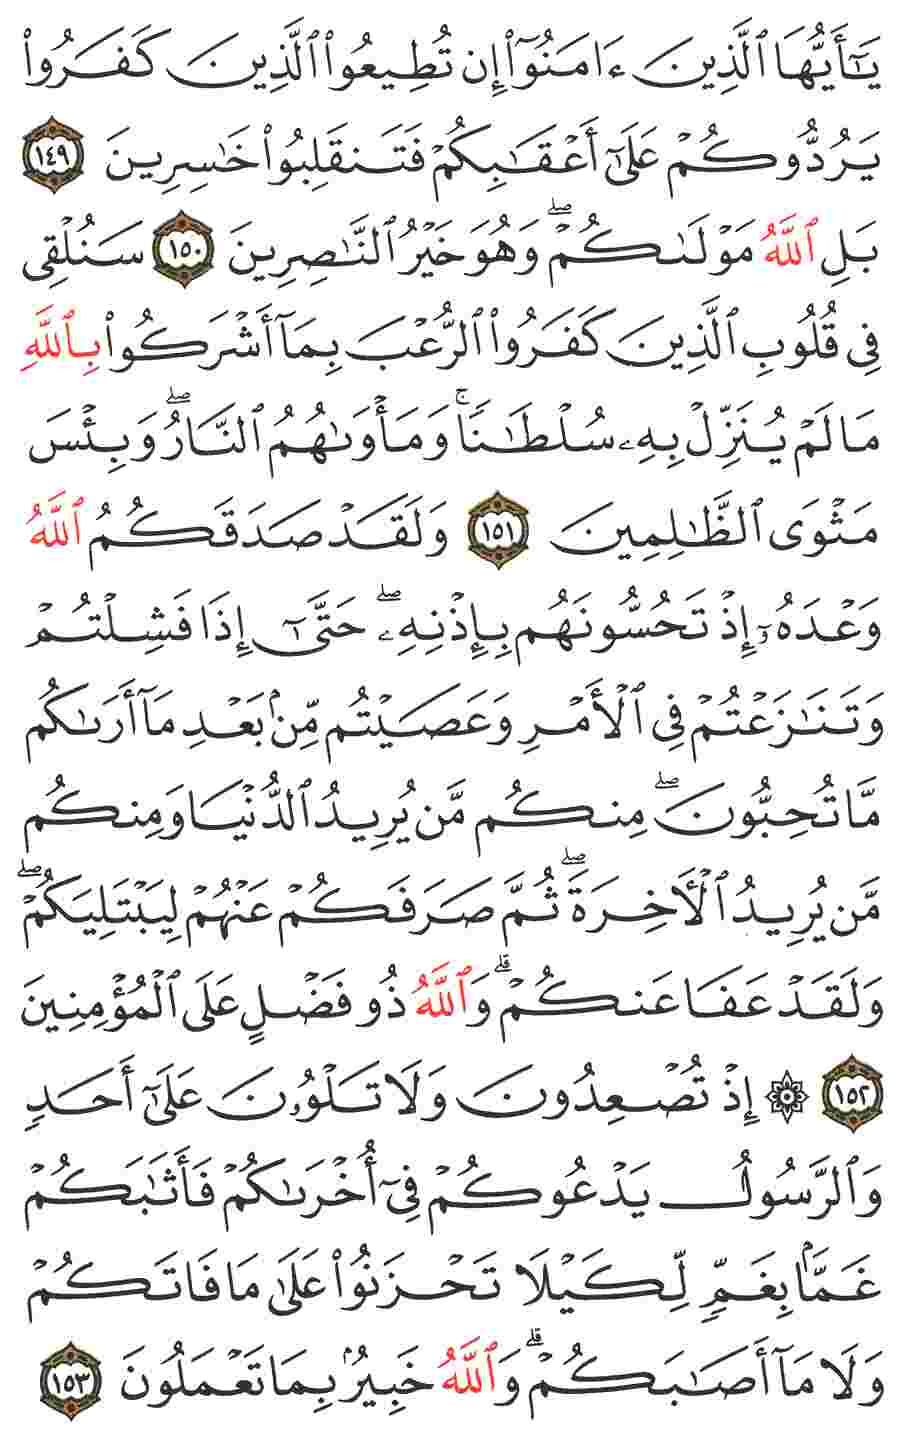 يَـٰٓأَيُّهَا ٱلَّذِينَ ءَامَنُوٓا۟ إِن تُطِيعُوا۟ ٱلَّذِينَ كَفَرُوا۟
يَرُدُّوكُمْ عَلَىٰٓ أَعْقَـٰبِكُمْ فَتَنقَلِبُوا۟ خَـٰسِرِينَ ١٤٩
بَلِ ٱللَّهُ مَوْلَىٰكُمْ ۖ وَهُوَ خَيْرُ ٱلنَّـٰصِرِينَ ١٥٠ سَنُلْقِى
فِى قُلُوبِ ٱلَّذِينَ كَفَرُوا۟ ٱلرُّعْبَ بِمَآ أَشْرَكُوا۟ بِٱللَّهِ
مَا لَمْ يُنَزِّلْ بِهِۦ سُلْطَـٰنًا ۚ وَمَأْوَىٰهُمُ ٱلنَّارُ ۖ وَبِئْسَ
مَثْوَى ٱلظَّـٰلِمِينَ ١٥١ وَلَقَدْ صَدَقَكُمُ ٱللَّهُ
وَعْدَهُۥٓ إِذْ تَحُسُّونَهُم بِإِذْنِهِۦ ۖ حَتَّىٰٓ إِذَا فَشِلْتُمْ
وَتَنَـٰزَعْتُمْ فِى ٱلْأَمْرِ وَعَصَيْتُم مِّنۢ بَعْدِ مَآ أَرَىٰكُم
مَّا تُحِبُّونَ ۖ مِنكُم مَّن يُرِيدُ ٱلدُّنْيَا وَمِنكُم
مَّن يُرِيدُ ٱلْـَٔاخِرَةَ ۖ ثُمَّ صَرَفَكُمْ عَنْهُمْ لِيَبْتَلِيَكُمْ ۖ
وَلَقَدْ عَفَا عَنكُمْ ۗ وَٱللَّهُ ذُو فَضْلٍ عَلَى ٱلْمُؤْمِنِينَ
١٥٢ ۞ إِذْ تُصْعِدُونَ وَلَا تَلْوُۥنَ عَلَىٰٓ أَحَدٍ
وَٱلرَّسُولُ يَدْعُوكُمْ فِىٓ أُخْرَىٰكُمْ فَأَثَـٰبَكُمْ
غَمًّۢا بِغَمٍّ لِّكَيْلَا تَحْزَنُوا۟ عَلَىٰ مَا فَاتَكُمْ
وَلَا مَآ أَصَـٰبَكُمْ ۗ وَٱللَّهُ خَبِيرٌۢ بِمَا تَعْمَلُونَ ١٥٣